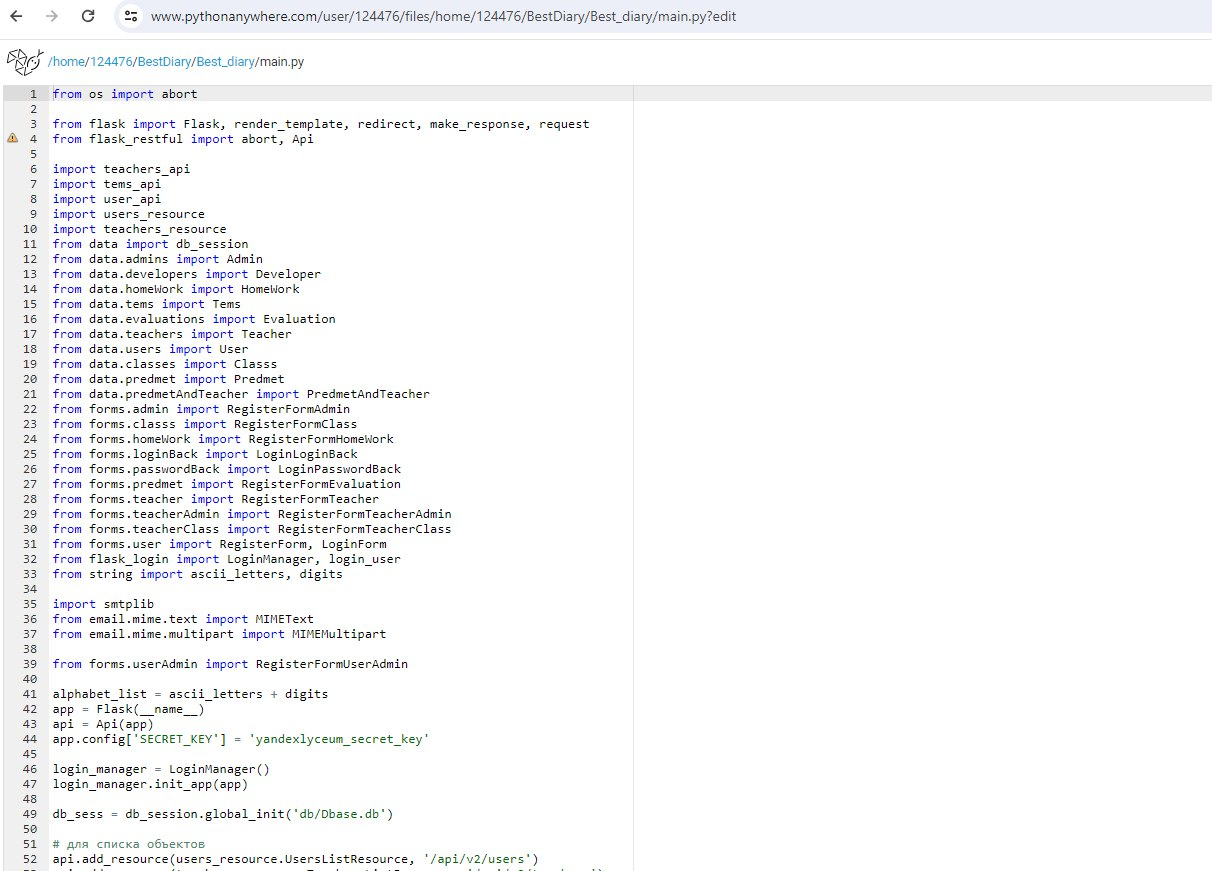 www.pythonanywhere.com/user/124476/files/home/124476/BestDiary/Best_diary/main.py?edit
/home/124476/BestDiary/Best_diary/main.py
1 from os import abort
2
3 from flask import Flask, render_template, redirect, make_response, request
4 from flask_restful import abort, Api
5
6 import teachers_api
7 import tems_api
8 import user_api
9 import users_resource
10 import teachers_resource
11 from data import db_session
12 from data.admins import Admin
13 from data.developers import Developer
14 from data.homeWork import HomeWork
15 from data.tems import Tems
16 from data.evaluations import Evaluation
17 from data.teachers import Teacher
18 from data.users import User
19 from data.classes import Classs
20 from data.predmet import Predmet
21 from data.predmetAndTeacher import PredmetAndTeacher
22 from forms.admin import RegisterFormAdmin
23 from forms.classs import RegisterFormClass
24 from forms.homeWork import RegisterFormHomeWork
25 from forms.loginBack import LoginLoginBack
26 from forms.passwordBack import LoginPasswordBack
27 from forms.predmet import RegisterFormEvaluation
28 from forms.teacher import RegisterFormTeacher
29 from forms.teacherAdmin import RegisterFormTeacherAdmin
30 from forms.teacherClass import RegisterFormTeacherClass
31 from forms.user import RegisterForm, LoginForm
32 from flask_login import LoginManager, login_user
33 from string import ascii_letters, digits
34
35 import smtplib
36 from email.mime.text import MIMEText
37 from email.mime.multipart import MIMEMultipart
38
39 from forms.userAdmin import RegisterFormUserAdmin
40
41 alphabet_list = ascii_letters + digits
42 app = Flask(__name__)
43 api = Api(app)
44 app.config['SECRET_KEY'] = 'yandexlyceum_secret_key'
45
46 login_manager = LoginManager()
47 login_manager.init_app(app)
48
49 db_sess = db_session.global_init('db/Dbase.db')
50
51 # для списка объектов
52 api.add_resource(users_resource.UsersListResource, '/api/v2/users')